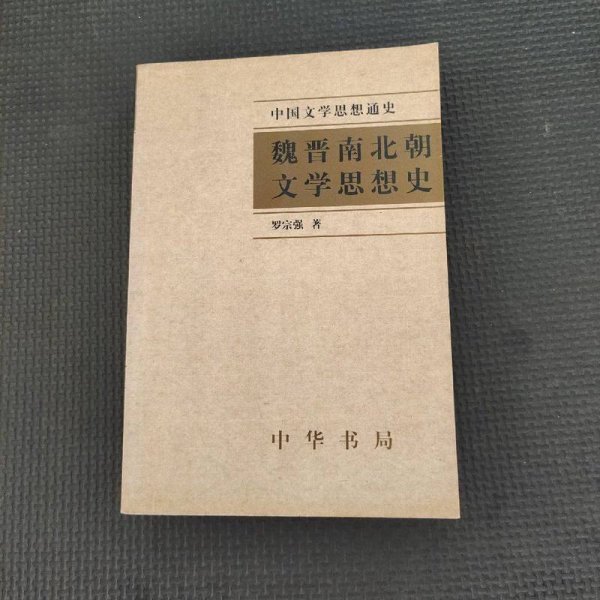 中国文学思想通史
魏晋南北朝
文学思想史
罗宗强 著
中华书局